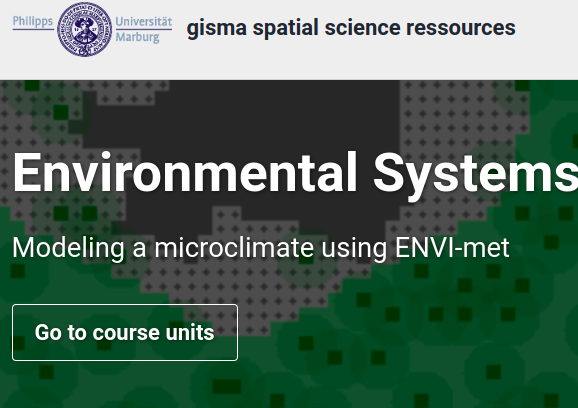 Philipps Universität
Marburg
gisma spatial science ressources
Environmental Systems
Modeling a microclimate using ENVI-met
Go to course units